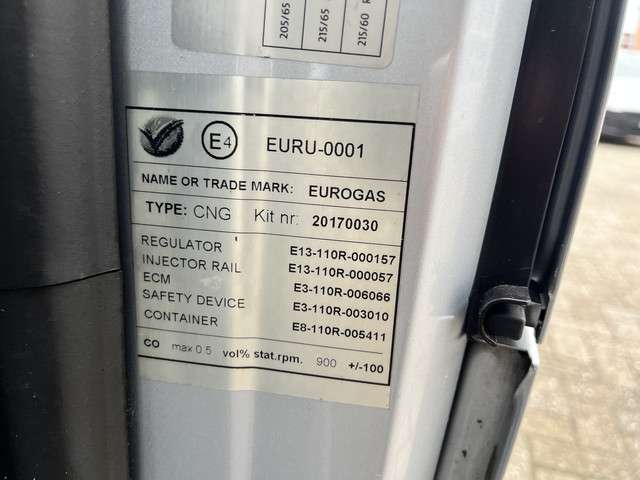 205/65
215/65
215/60 R
E4 EURU-0001
NAME OR TRADE MARK: EUROGAS
TYPE: CNG Kit nr: 20170030
REGULATOR E13-110R-000157
INJECTOR RAIL E13-110R-000057
ECM E3-110R-006066
SAFETY DEVICE E3-110R-003010
CONTAINER E8-110R-005411
CO max 0.5 vol% stat.rpm. 900 +/-100